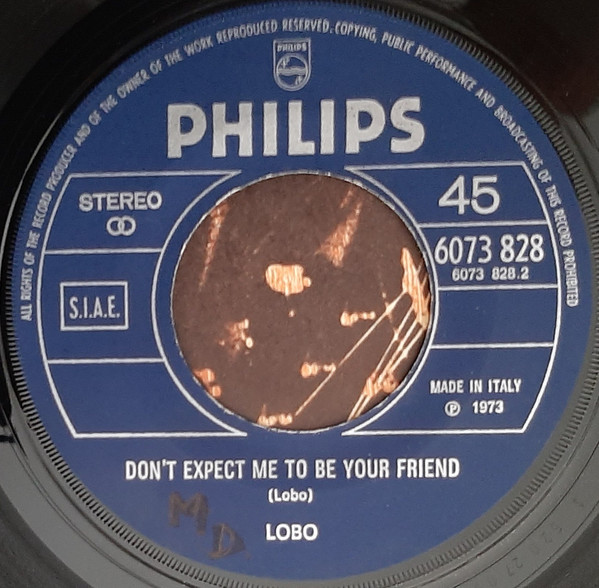 ALL RIGHTS OF THE RECORD PRODUCER AND OF THE OWNER OF THE WORK REPRODUCED RESERVED. COPYING, PUBLIC PERFORMANCE AND BROADCASTING OF THIS RECORD PROHIBITED
PHILIPS
PHILIPS
STEREO
45
6073 828
6073 828.2
S.I.A.E.
MADE IN ITALY
Ⓟ 1973
DON'T EXPECT ME TO BE YOUR FRIEND
(Lobo)
MD
LOBO